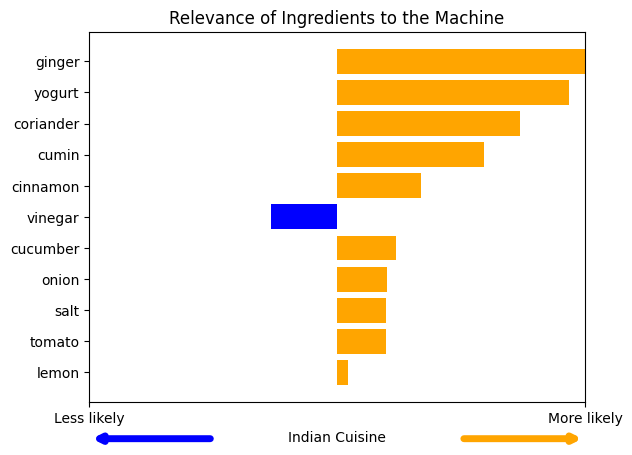 Relevance of Ingredients to the Machine
ginger
yogurt
coriander
cumin
cinnamon
vinegar
cucumber
onion
salt
tomato
lemon
Less likely
More likely
Indian Cuisine